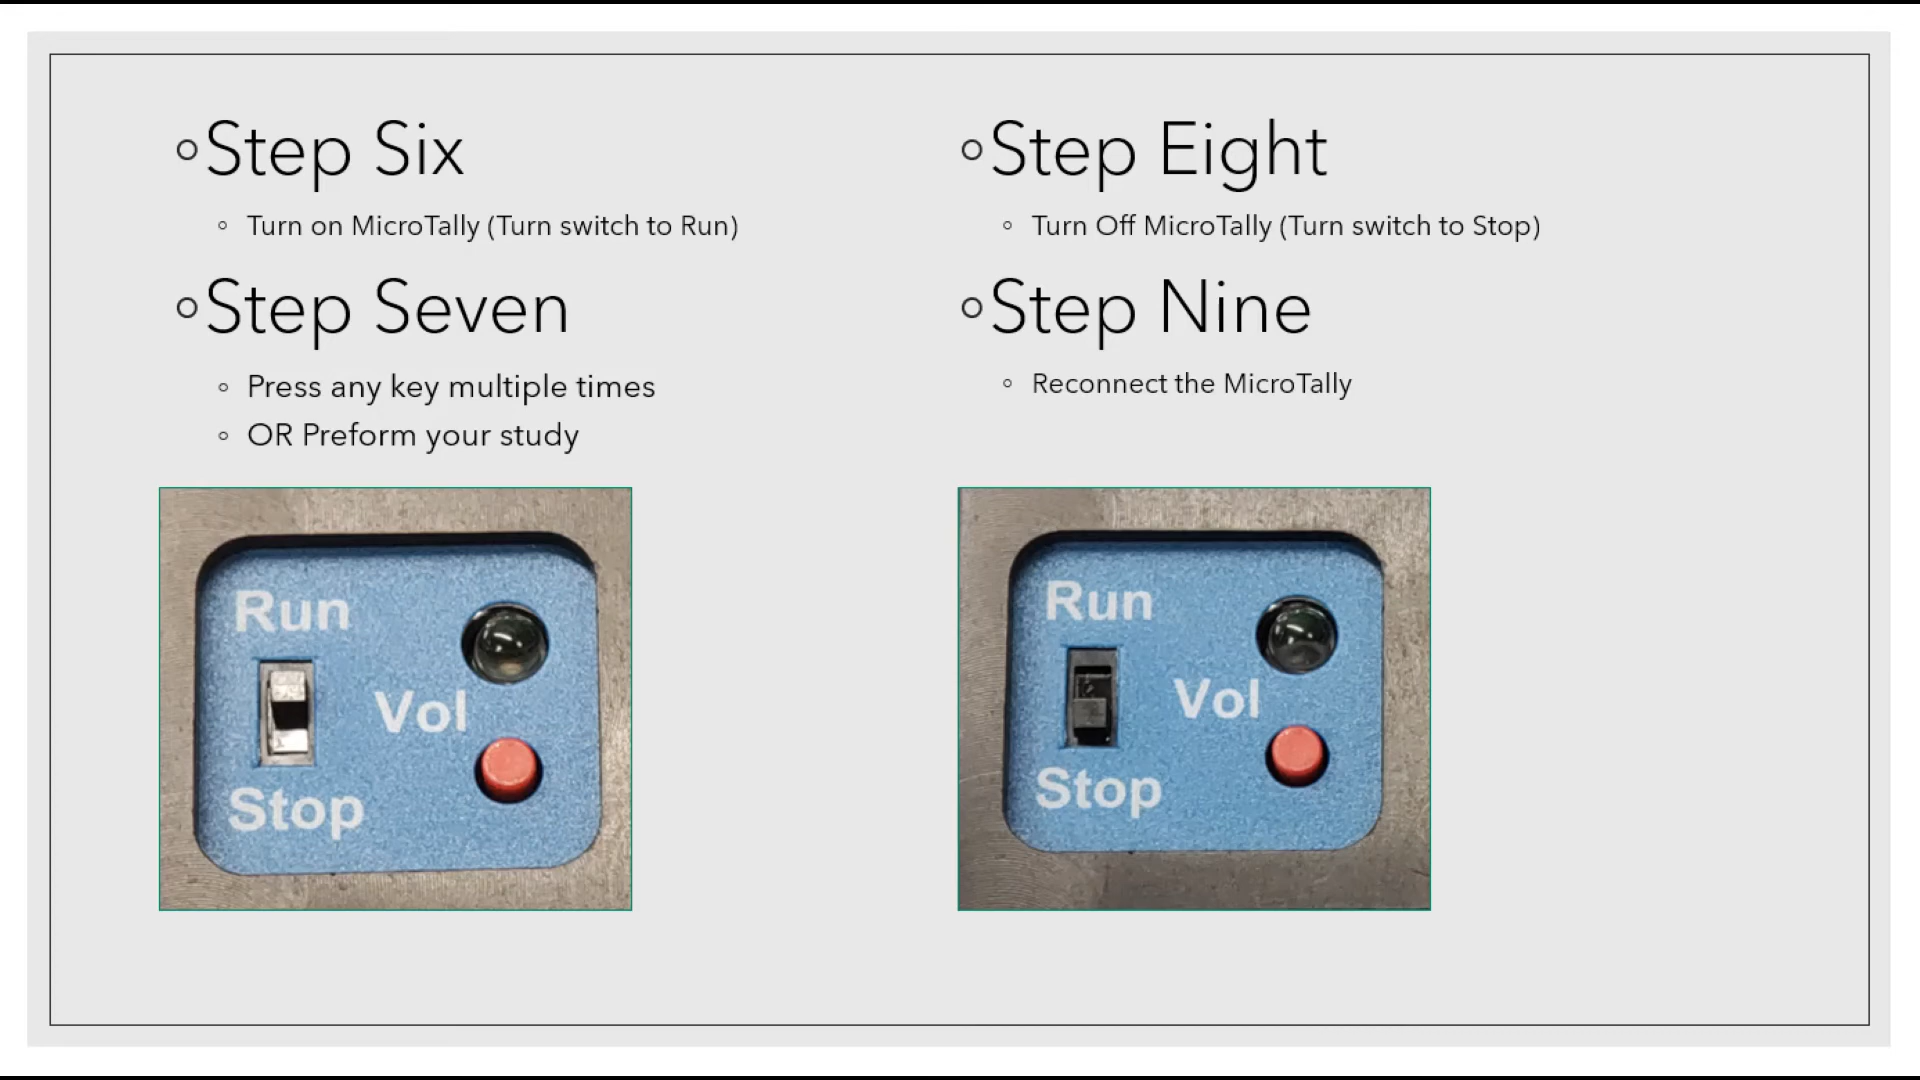 Step Six
Turn on MicroTally (Turn switch to Run)
Step Seven
Press any key multiple times
OR Preform your study
Run
Vol
Stop
Step Eight
Turn Off MicroTally (Turn switch to Stop)
Step Nine
Reconnect the MicroTally
Run
Vol
Stop